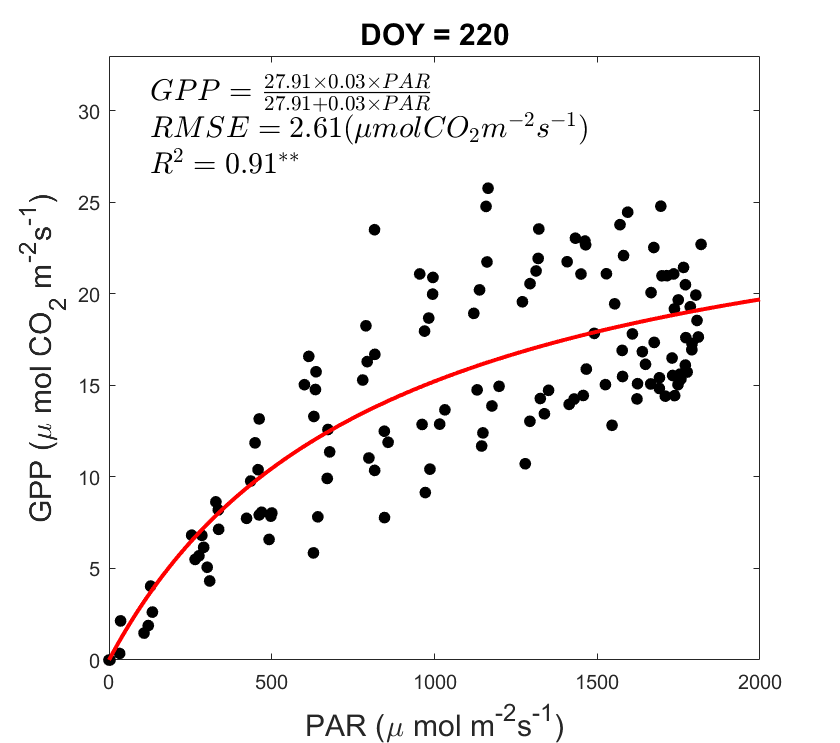 DOY = 220
GPP = \frac{27.91×0.03×PAR}{27.91+0.03×PAR}
RMSE = 2.61(μmolCO₂m⁻²s⁻¹)
R² = 0.91**
30
25
20
15
10
5
0
GPP (μ mol CO₂ m⁻²s⁻¹)
0 500 1000 1500 2000
PAR (μ mol m⁻²s⁻¹)